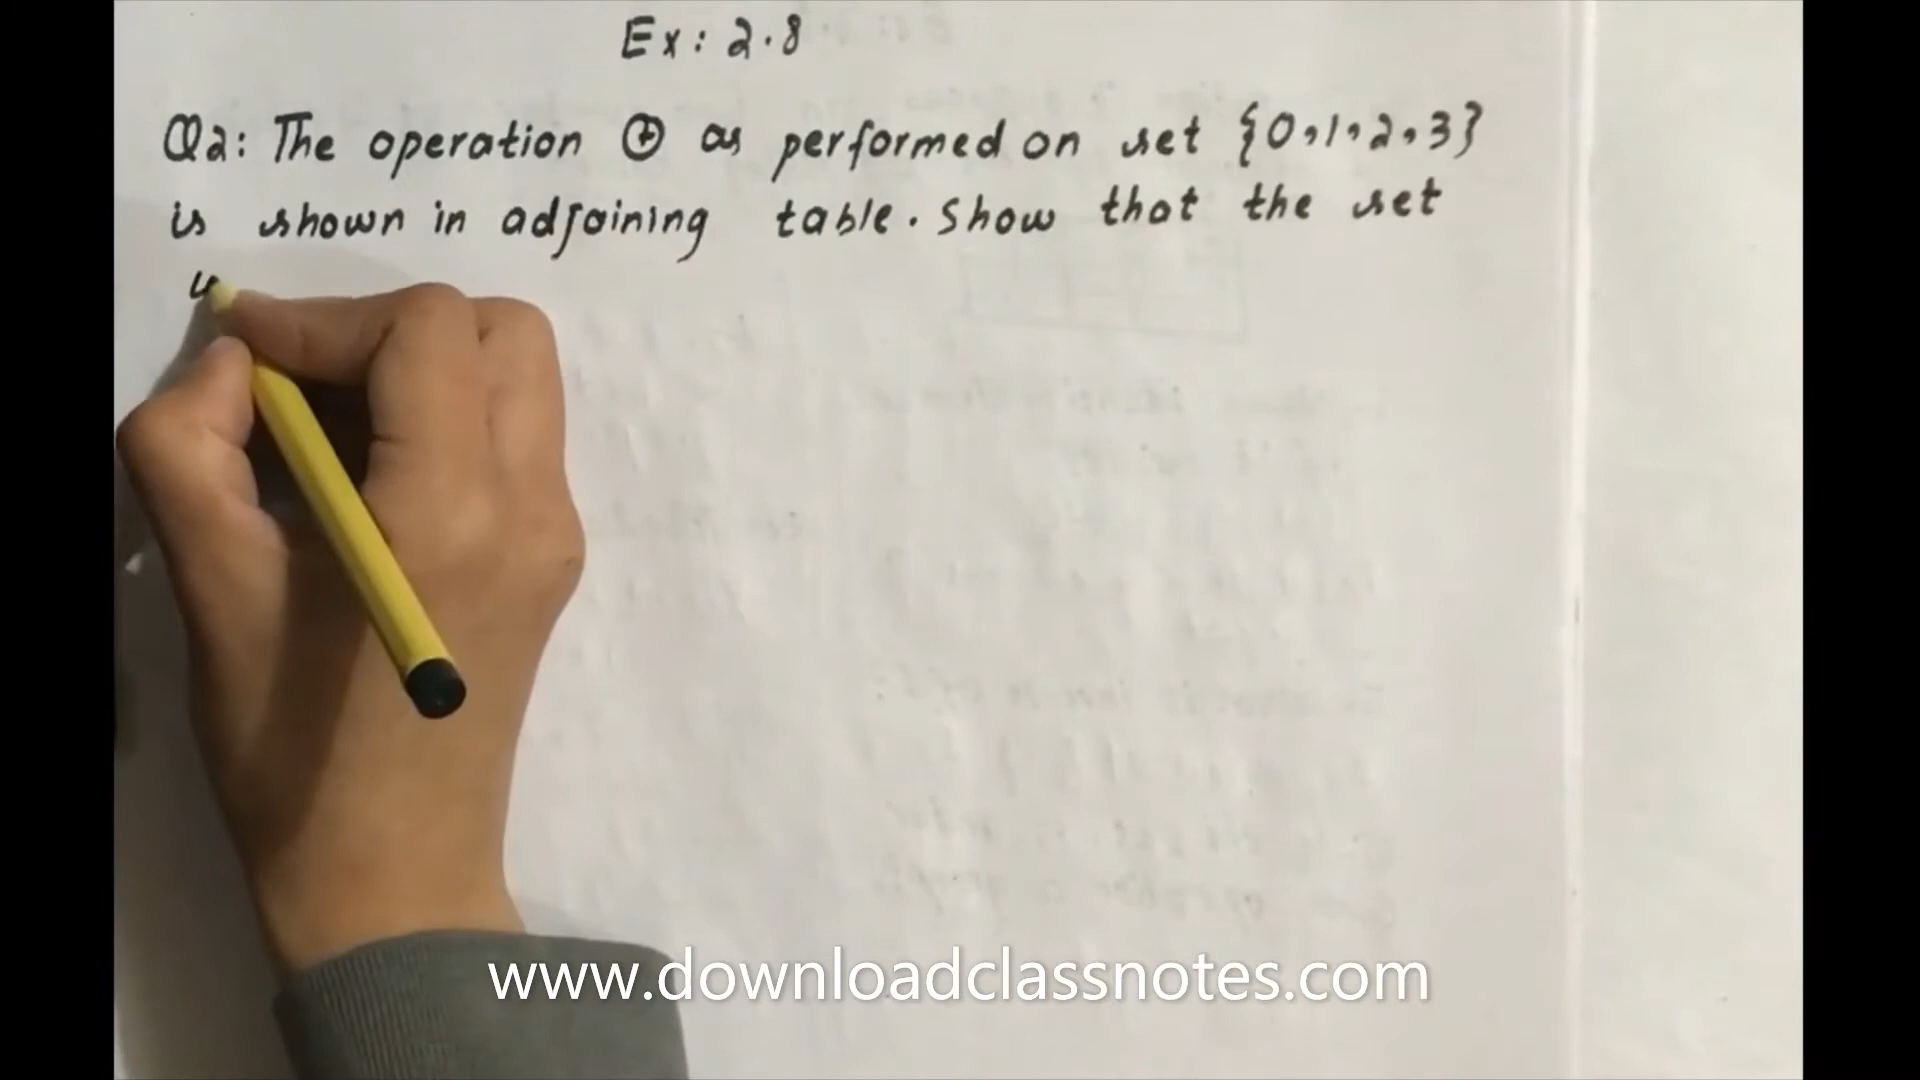 Ex: 2.8
Q2: The operation ⊕ as performed on set {0,1,2,3}
is shown in adjoining table. Show that the set
www.downloadclassnotes.com